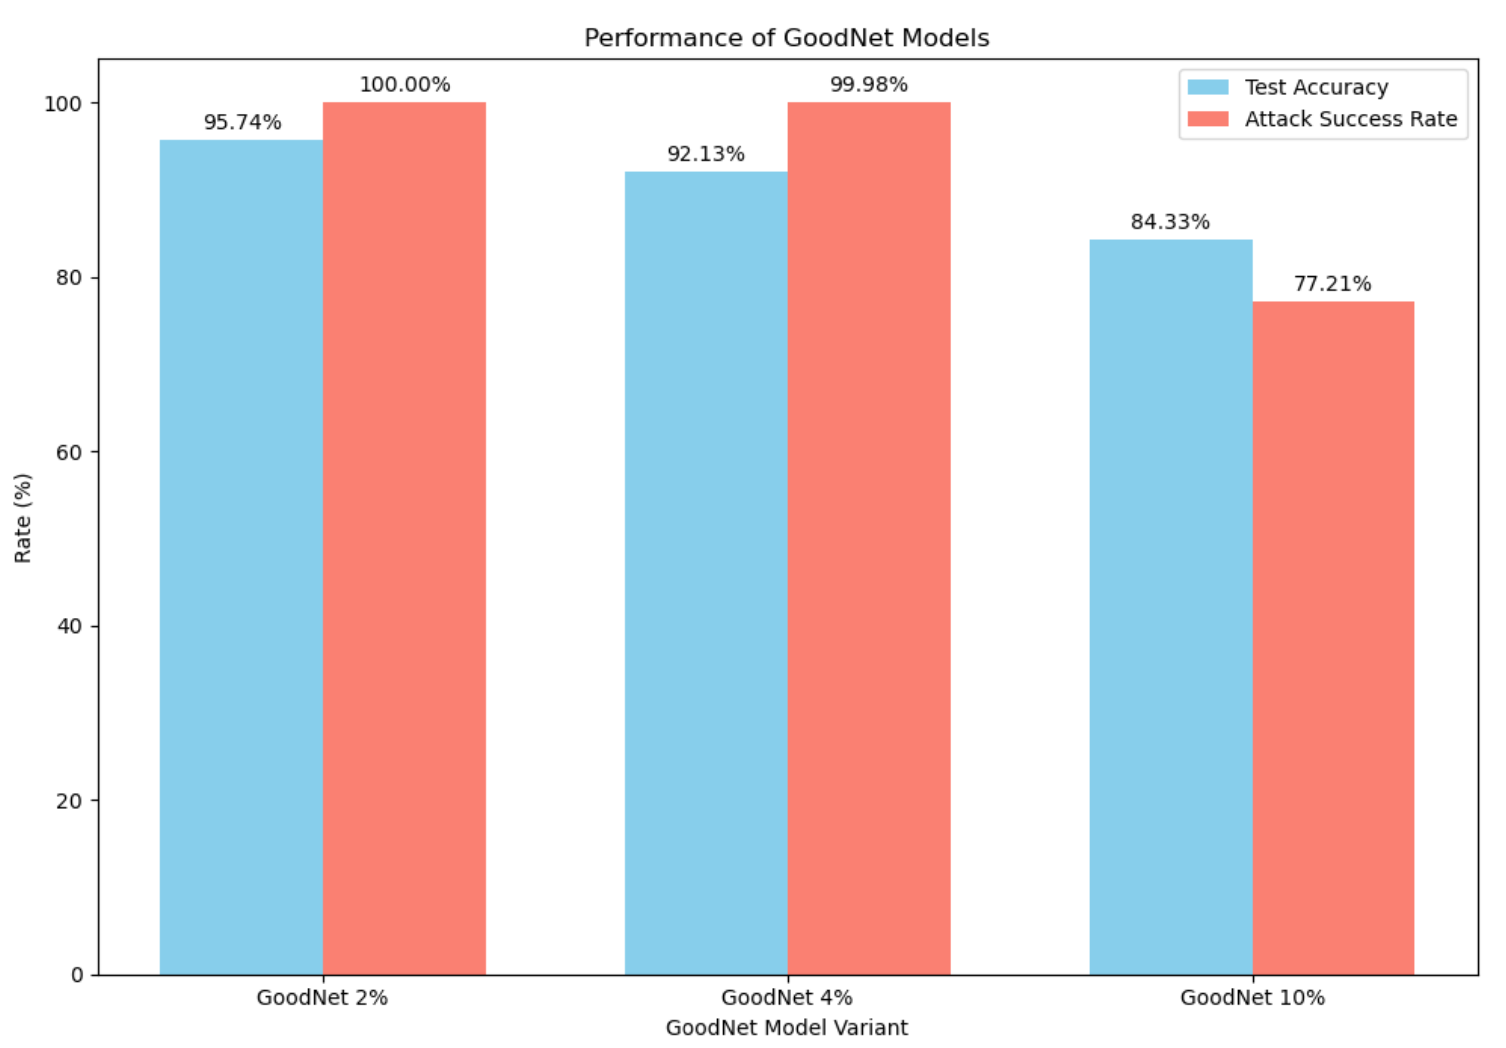 Performance of GoodNet Models
Test Accuracy
Attack Success Rate
100.00%
99.98%
95.74%
92.13%
84.33%
77.21%
100
80
60
40
20
0
Rate (%)
GoodNet 2%
GoodNet 4%
GoodNet 10%
GoodNet Model Variant